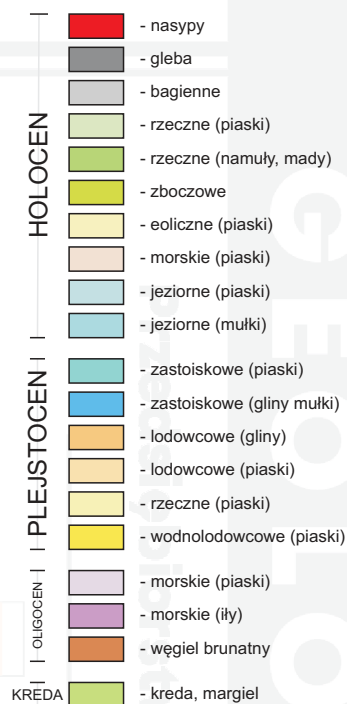 HOLOCEN
- nasypy
- gleba
- bagienne
- rzeczne (piaski)
- rzeczne (namuły, mady)
- zboczowe
- eoliczne (piaski)
- morskie (piaski)
- jeziorne (piaski)
- jeziorne (mułki)
PLEJSTOCEN
- zastoiskowe (piaski)
- zastoiskowe (gliny mułki)
- lodowcowe (gliny)
- lodowcowe (piaski)
- rzeczne (piaski)
- wodnolodowcowe (piaski)
OLIGOCEN
- morskie (piaski)
- morskie (iły)
- węgiel brunatny
KREDA
- kreda, margiel